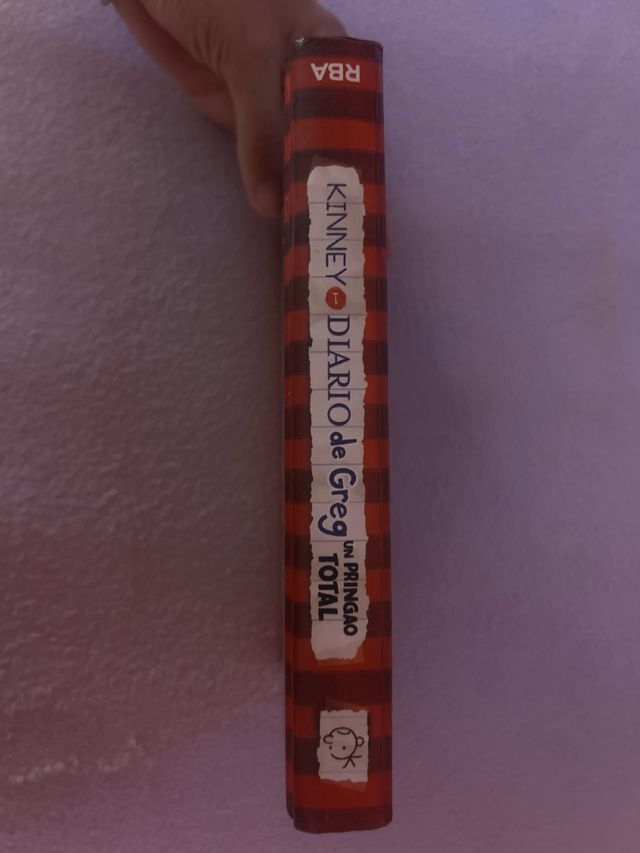 RBA
KINNEY 1 DIARIO de Greg
UN PRINGAO
TOTAL